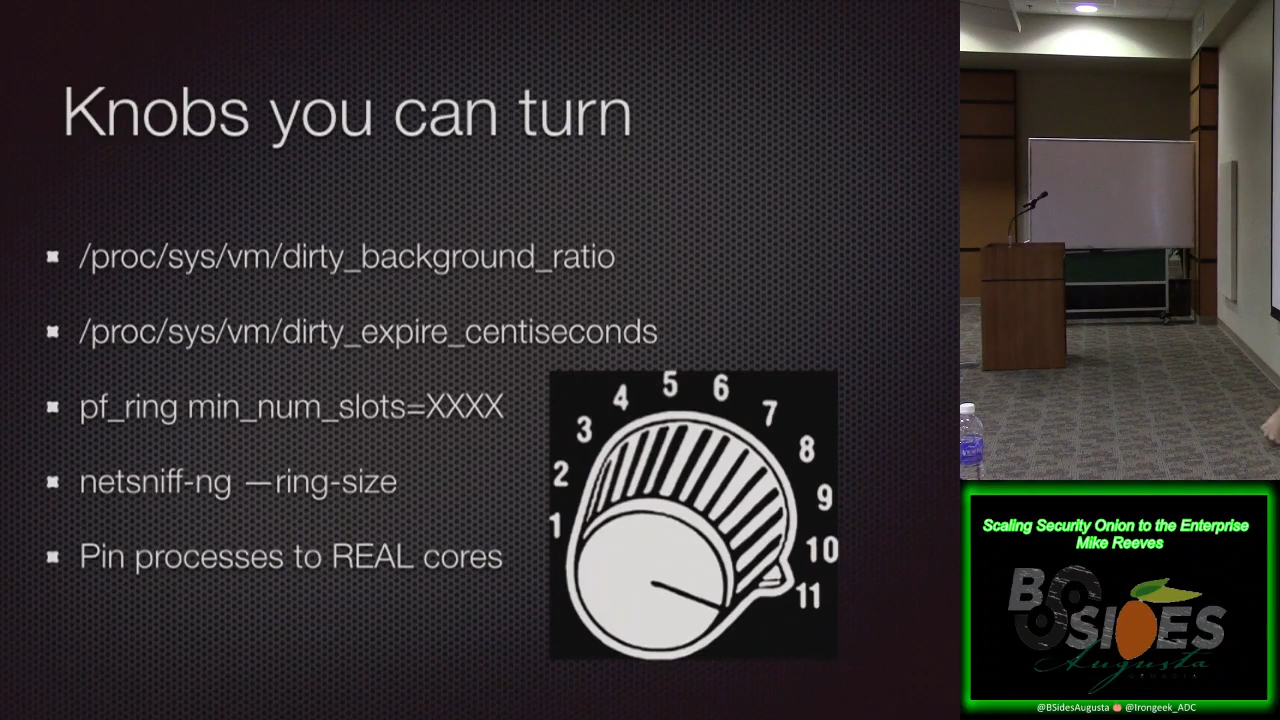 Knobs you can turn
/proc/sys/vm/dirty_background_ratio
/proc/sys/vm/dirty_expire_centiseconds
pf_ring min_num_slots=XXXX
netsniff-ng —ring-size
Pin processes to REAL cores
1
2
3
4
5
6
7
8
9
10
11
Scaling Security Onion to the Enterprise
Mike Reeves
BSIDES
Augusta
GEORGIA
@BSidesAugusta @Irongeek_ADC